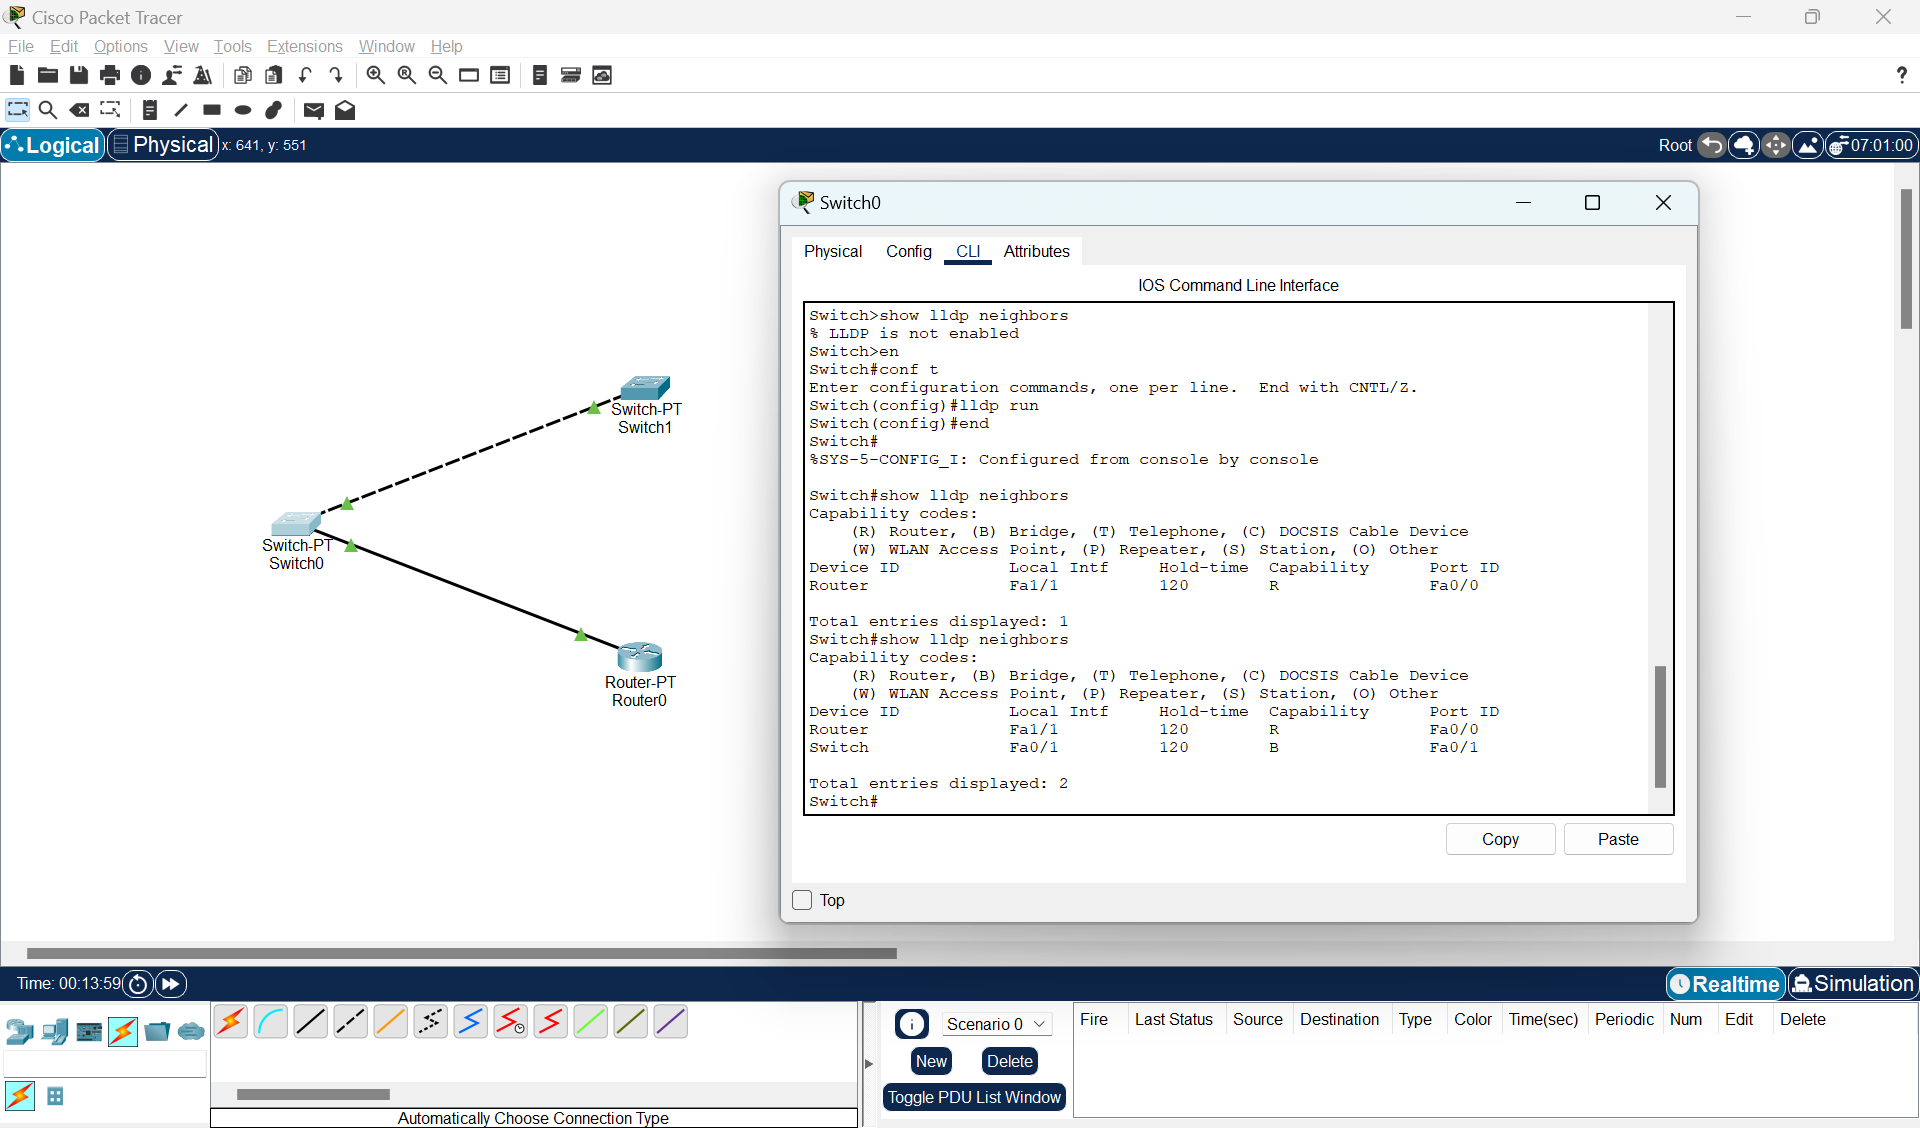 Cisco Packet Tracer
File Edit Options View Tools Extensions Window Help
?
Logical Physical x: 641, y: 551 Root 07:01:00
Switch-PT
Switch1
Switch-PT
Switch0
Router-PT
Router0
Switch0
Physical Config CLI Attributes
IOS Command Line Interface
Switch>show lldp neighbors
% LLDP is not enabled
Switch>en
Switch#conf t
Enter configuration commands, one per line.  End with CNTL/Z.
Switch(config)#lldp run
Switch(config)#end
Switch#
%SYS-5-CONFIG_I: Configured from console by console
Switch#show lldp neighbors
Capability codes:
(R) Router, (B) Bridge, (T) Telephone, (C) DOCSIS Cable Device
(W) WLAN Access Point, (P) Repeater, (S) Station, (O) Other
Device ID Local Intf Hold-time Capability Port ID
Router Fa1/1 120 R Fa0/0
Total entries displayed: 1
Switch#show lldp neighbors
Capability codes:
(R) Router, (B) Bridge, (T) Telephone, (C) DOCSIS Cable Device
(W) WLAN Access Point, (P) Repeater, (S) Station, (O) Other
Device ID Local Intf Hold-time Capability Port ID
Router Fa1/1 120 R Fa0/0
Switch Fa0/1 120 B Fa0/1
Total entries displayed: 2
Switch#
Copy Paste
Top
Time: 00:13:59 Realtime Simulation
Scenario 0
New Delete
Toggle PDU List Window
Fire Last Status Source Destination Type Color Time(sec) Periodic Num Edit Delete
Automatically Choose Connection Type